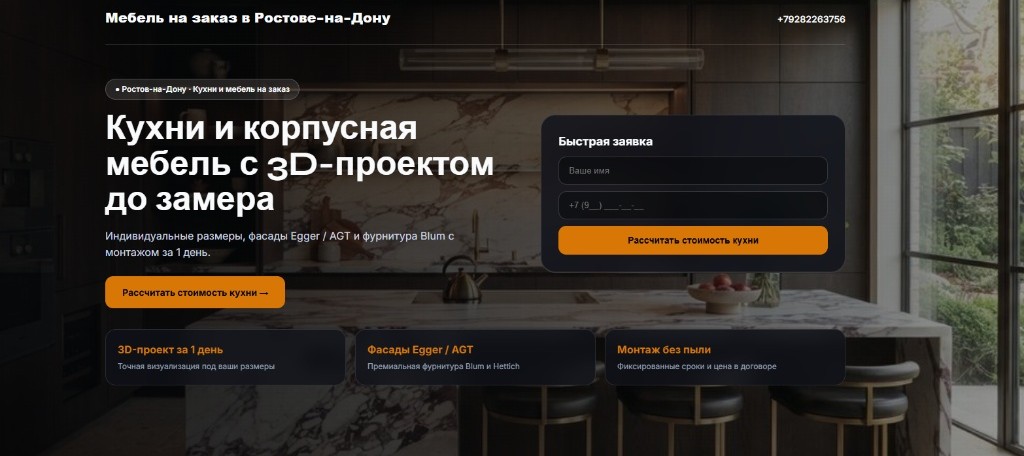 Мебель на заказ в Ростове-на-Дону
+79282263756
• Ростов-на-Дону · Кухни и мебель на заказ
Кухни и корпусная
мебель с 3D-проектом
до замера
Индивидуальные размеры, фасады Egger / AGT и фурнитура Blum с
монтажом за 1 день.
Рассчитать стоимость кухни →
Быстрая заявка
Ваше имя
+7 (9__) ___-__-__
Рассчитать стоимость кухни
3D-проект за 1 день
Точная визуализация под ваши размеры
Фасады Egger / AGT
Премиальная фурнитура Blum и Hettich
Монтаж без пыли
Фиксированные сроки и цена в договоре